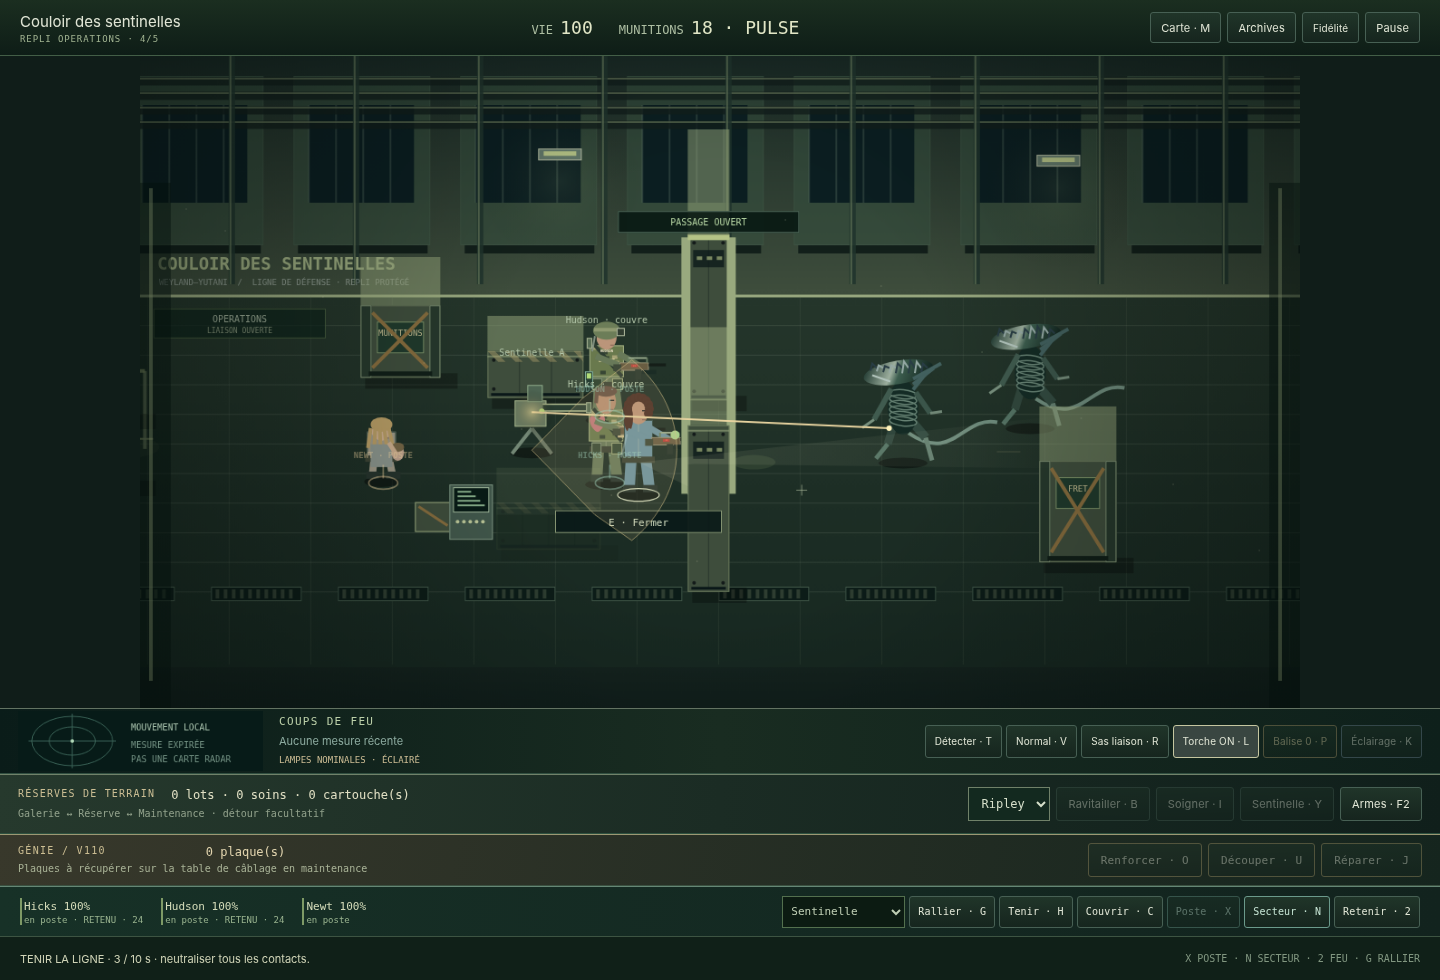 Couloir des sentinelles
REPLI OPERATIONS · 4/5
VIE 100 MUNITIONS 18 · PULSE
Carte · M
Archives
Fidélité
Pause
PASSAGE OUVERT
COULOIR DES SENTINELLES
WEYLAND-YUTANI / LIGNE DE DÉFENSE · REPLI PROTÉGÉ
OPERATIONS
LIAISON OUVERTE
MUNITIONS
Hudson · couvre
Sentinelle A
Hicks · couvre
HUDSON · POSTE
NEWT · POSTE
HICKS · POSTE
FRET
E · Fermer
MOUVEMENT LOCAL
MESURE EXPIRÉE
PAS UNE CARTE RADAR
COUPS DE FEU
Aucune mesure récente
LAMPES NOMINALES · ÉCLAIRÉ
Détecter · T
Normal · V
Sas liaison · R
Torche ON · L
Balise 0 · P
Éclairage · K
RÉSERVES DE TERRAIN 0 lots · 0 soins · 0 cartouche(s)
Galerie ↔ Réserve ↔ Maintenance · détour facultatif
Ripley
Ravitailler · B
Soigner · I
Sentinelle · Y
Armes · F2
GÉNIE / V110 0 plaque(s)
Plaques à récupérer sur la table de câblage en maintenance
Renforcer · O
Découper · U
Réparer · J
Hicks 100%
en poste · RETENU · 24
Hudson 100%
en poste · RETENU · 24
Newt 100%
en poste
Sentinelle
Rallier · G
Tenir · H
Couvrir · C
Poste · X
Secteur · N
Retenir · 2
TENIR LA LIGNE · 3 / 10 s · neutraliser tous les contacts.
X POSTE · N SECTEUR · 2 FEU · G RALLIER